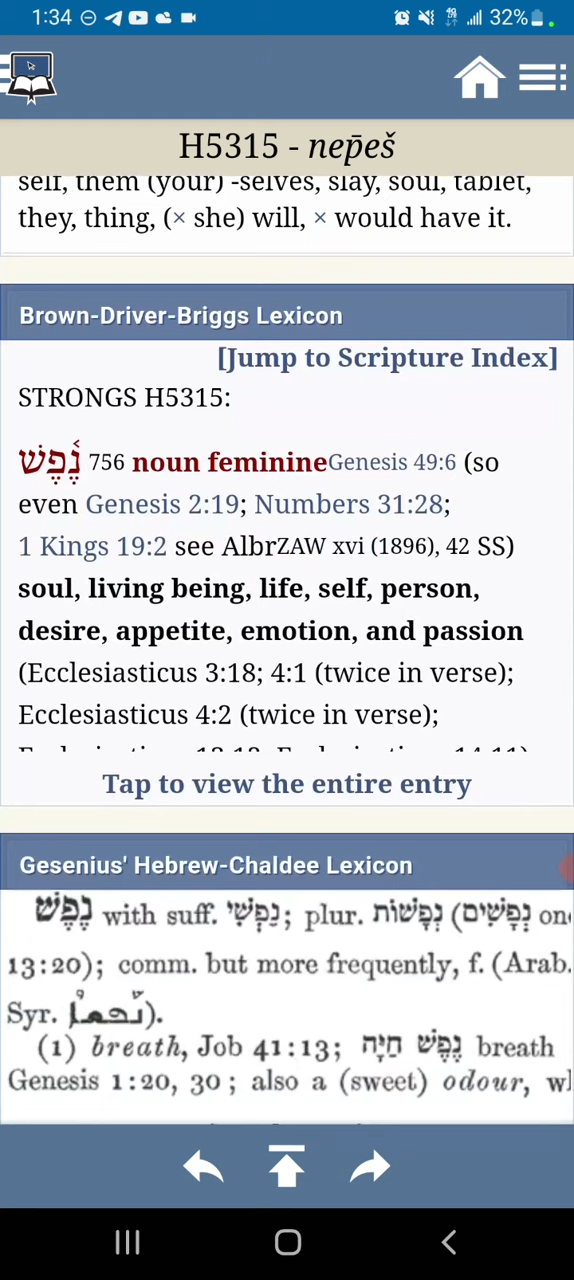 1:34
32%
H5315 - nep̄eš
self, them (your) -selves, slay, soul, tablet,
they, thing, (× she) will, × would have it.
Brown-Driver-Briggs Lexicon
[Jump to Scripture Index]
STRONGS H5315:
נֶ֫פֶשׁ 756 noun feminineGenesis 49:6 (so
even Genesis 2:19; Numbers 31:28;
1 Kings 19:2 see AlbrZAW xvi (1896), 42 SS)
soul, living being, life, self, person,
desire, appetite, emotion, and passion
(Ecclesiasticus 3:18; 4:1 (twice in verse);
Ecclesiasticus 4:2 (twice in verse);
Tap to view the entire entry
Gesenius' Hebrew-Chaldee Lexicon
נֶפֶשׁ with suff. נַפְשִׁי; plur. נְפָשׁוֹת (נְפָשִׁים
13:20); comm. but more frequently, f. (Arab.
Syr.
(1) breath, Job 41:13; נֶפֶשׁ חַיָּה breath
Genesis 1:20, 30; also a (sweet) odour,